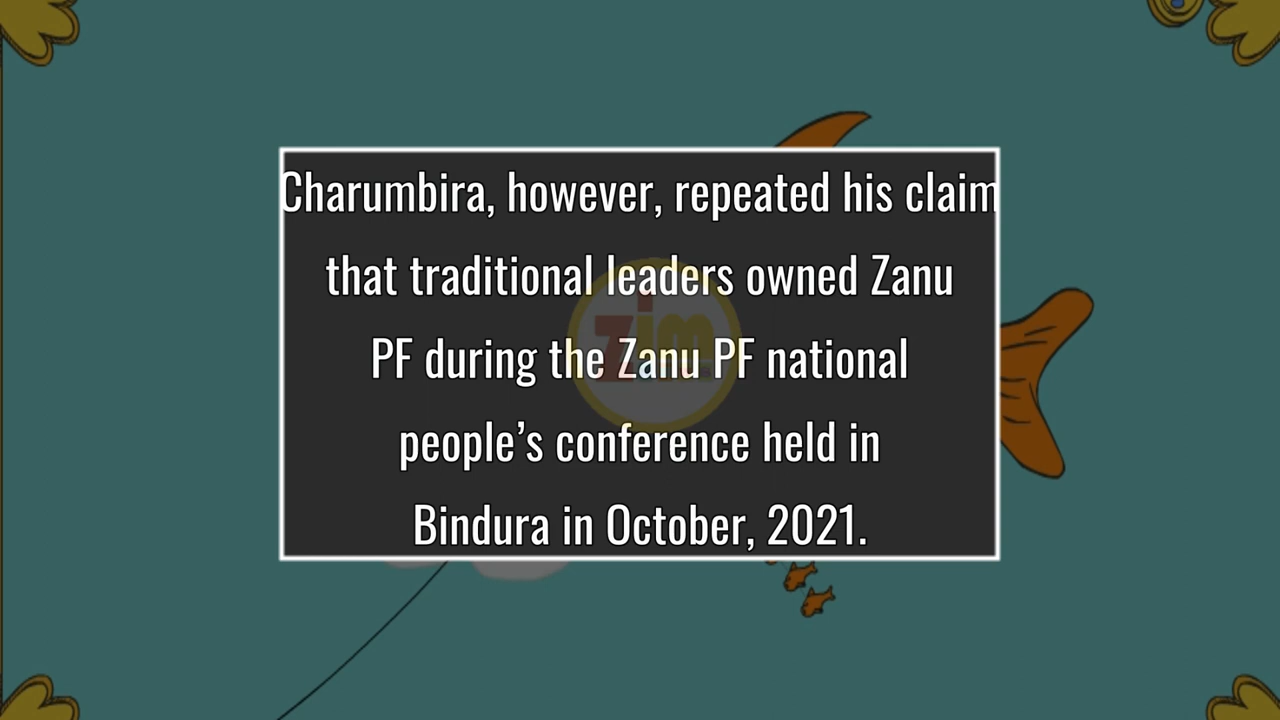 Charumbira, however, repeated his claim
that traditional leaders owned Zanu
PF during the Zanu PF national
people’s conference held in
Bindura in October, 2021.
zim